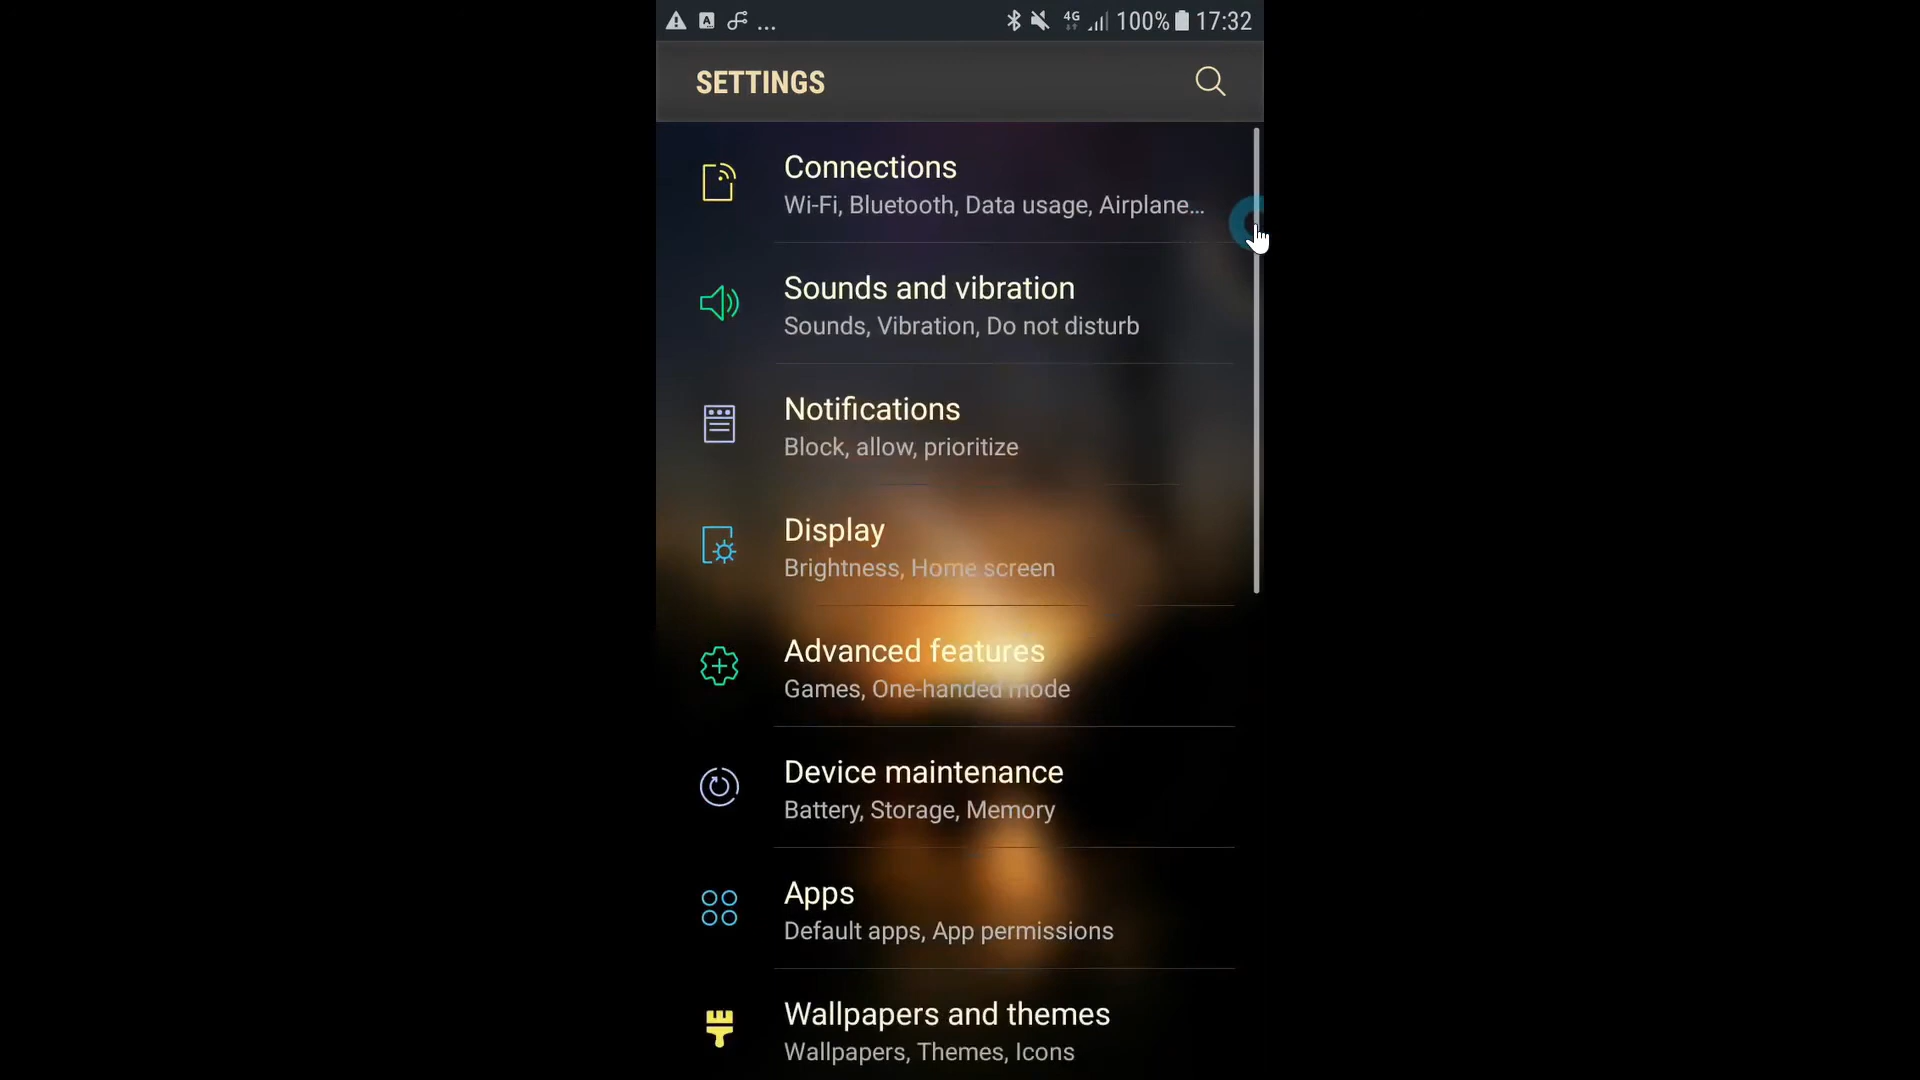 A ... 4G 100% 17:32
SETTINGS
Connections
Wi-Fi, Bluetooth, Data usage, Airplane...
Sounds and vibration
Sounds, Vibration, Do not disturb
Notifications
Block, allow, prioritize
Display
Brightness, Home screen
Advanced features
Games, One-handed mode
Device maintenance
Battery, Storage, Memory
Apps
Default apps, App permissions
Wallpapers and themes
Wallpapers, Themes, Icons